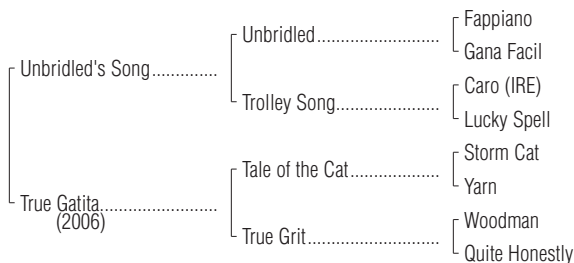 Fappiano
Unbridled..........................
Gana Facil
Unbridled's Song..............
Caro (IRE)
Trolley Song......................
Lucky Spell
Storm Cat
Tale of the Cat...................
Yarn
True Gatita.........................
(2006)
Woodman
True Grit............................
Quite Honestly